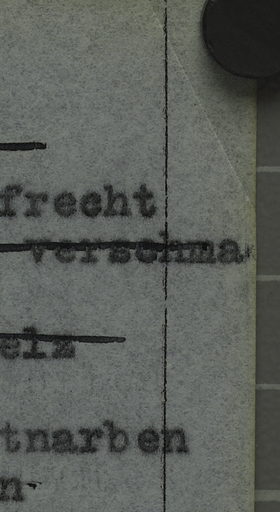 frecht
verschma
elz
tnarben
n-